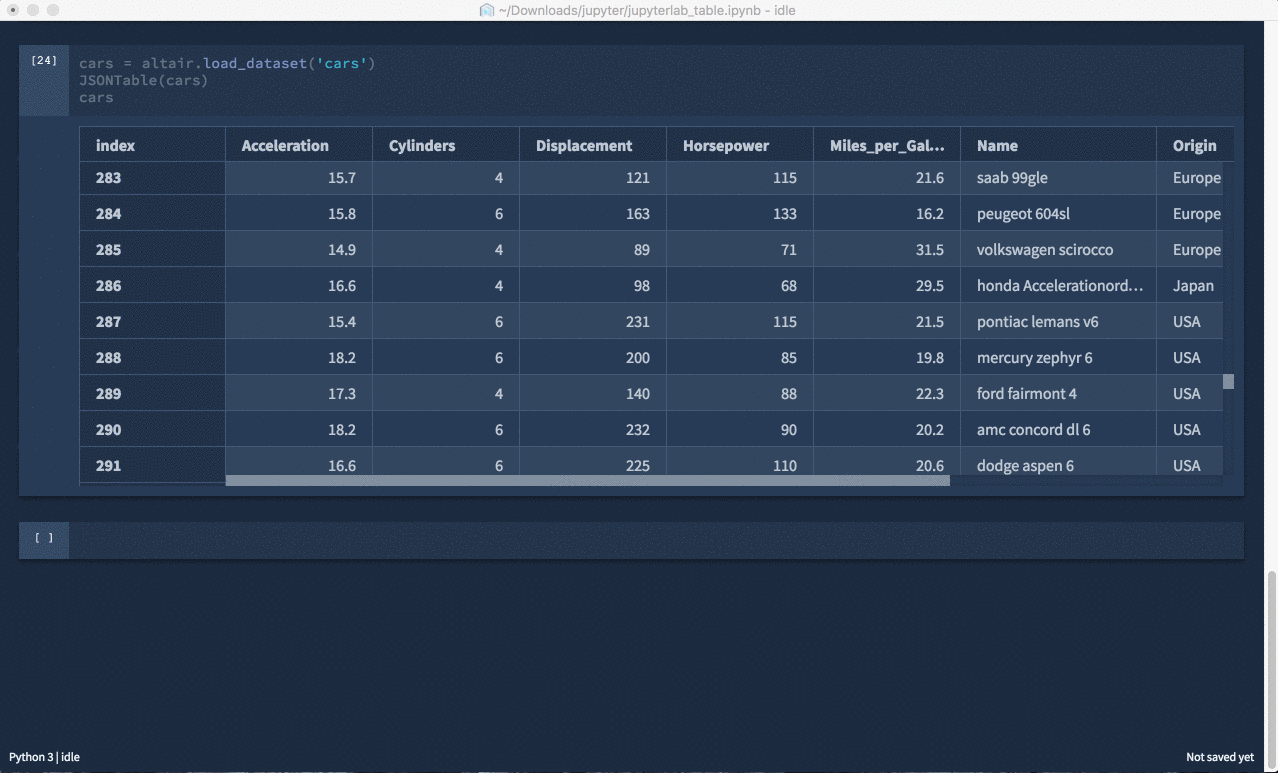 ~/Downloads/jupyter/jupyterlab_table.ipynb - idle
[24]
cars = altair.load_dataset('cars')
JSONTable(cars)
cars
index Acceleration Cylinders Displacement Horsepower Miles_per_Gal... Name Origin
283 15.7 4 121 115 21.6 saab 99gle Europe
284 15.8 6 163 133 16.2 peugeot 604sl Europe
285 14.9 4 89 71 31.5 volkswagen scirocco Europe
286 16.6 4 98 68 29.5 honda Accelerationord... Japan
287 15.4 6 231 115 21.5 pontiac lemans v6 USA
288 18.2 6 200 85 19.8 mercury zephyr 6 USA
289 17.3 4 140 88 22.3 ford fairmont 4 USA
290 18.2 6 232 90 20.2 amc concord dl 6 USA
291 16.6 6 225 110 20.6 dodge aspen 6 USA
[ ]
Python 3 | idle
Not saved yet